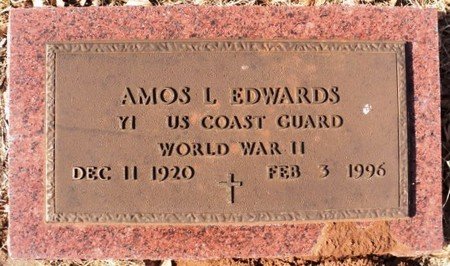 AMOS L EDWARDS
Y1 US COAST GUARD
WORLD WAR II
DEC 11 1920 FEB 3 1996